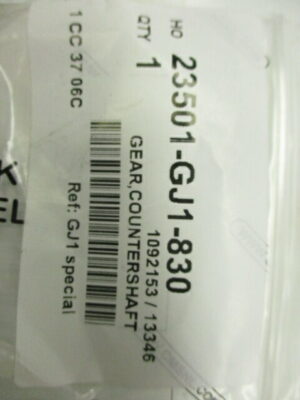 HO 23501-GJ1-830
QTY 1
GEAR,COUNTERSHAFT
1092153 / 13346
1 CC 37 06C
Ref: GJ1 special